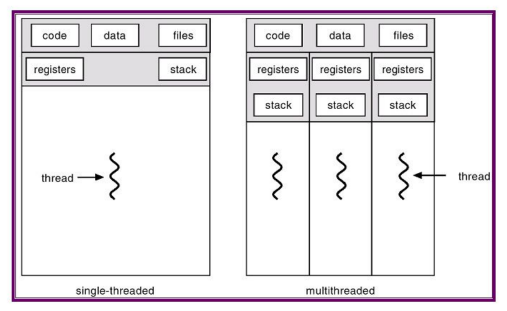 code data files code data files
registers stack registers registers registers
stack stack stack
thread thread
single-threaded multithreaded